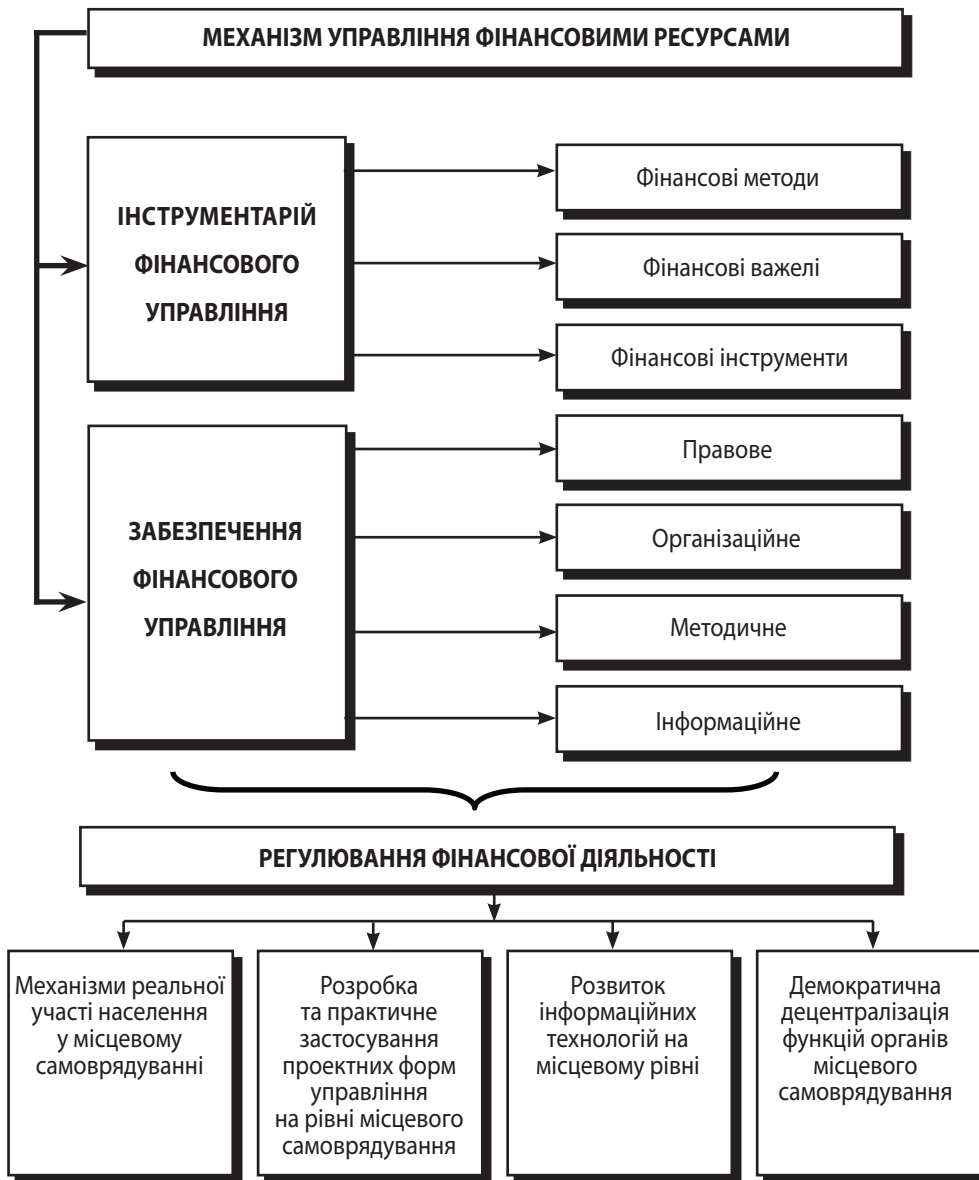 МЕХАНІЗМ УПРАВЛІННЯ ФІНАНСОВИМИ РЕСУРСАМИ
ІНСТРУМЕНТАРІЙ
ФІНАНСОВОГО
УПРАВЛІННЯ
Фінансові методи
Фінансові важелі
Фінансові інструменти
ЗАБЕЗПЕЧЕННЯ
ФІНАНСОВОГО
УПРАВЛІННЯ
Правове
Організаційне
Методичне
Інформаційне
РЕГУЛЮВАННЯ ФІНАНСОВОЇ ДІЯЛЬНОСТІ
Механізми реальної
участі населення
у місцевому
самоврядуванні
Розробка
та практичне
застосування
проектних форм
управління
на рівні місцевого
самоврядування
Розвиток
інформаційних
технологій на
місцевому рівні
Демократична
децентралізація
функцій органів
місцевого
самоврядування